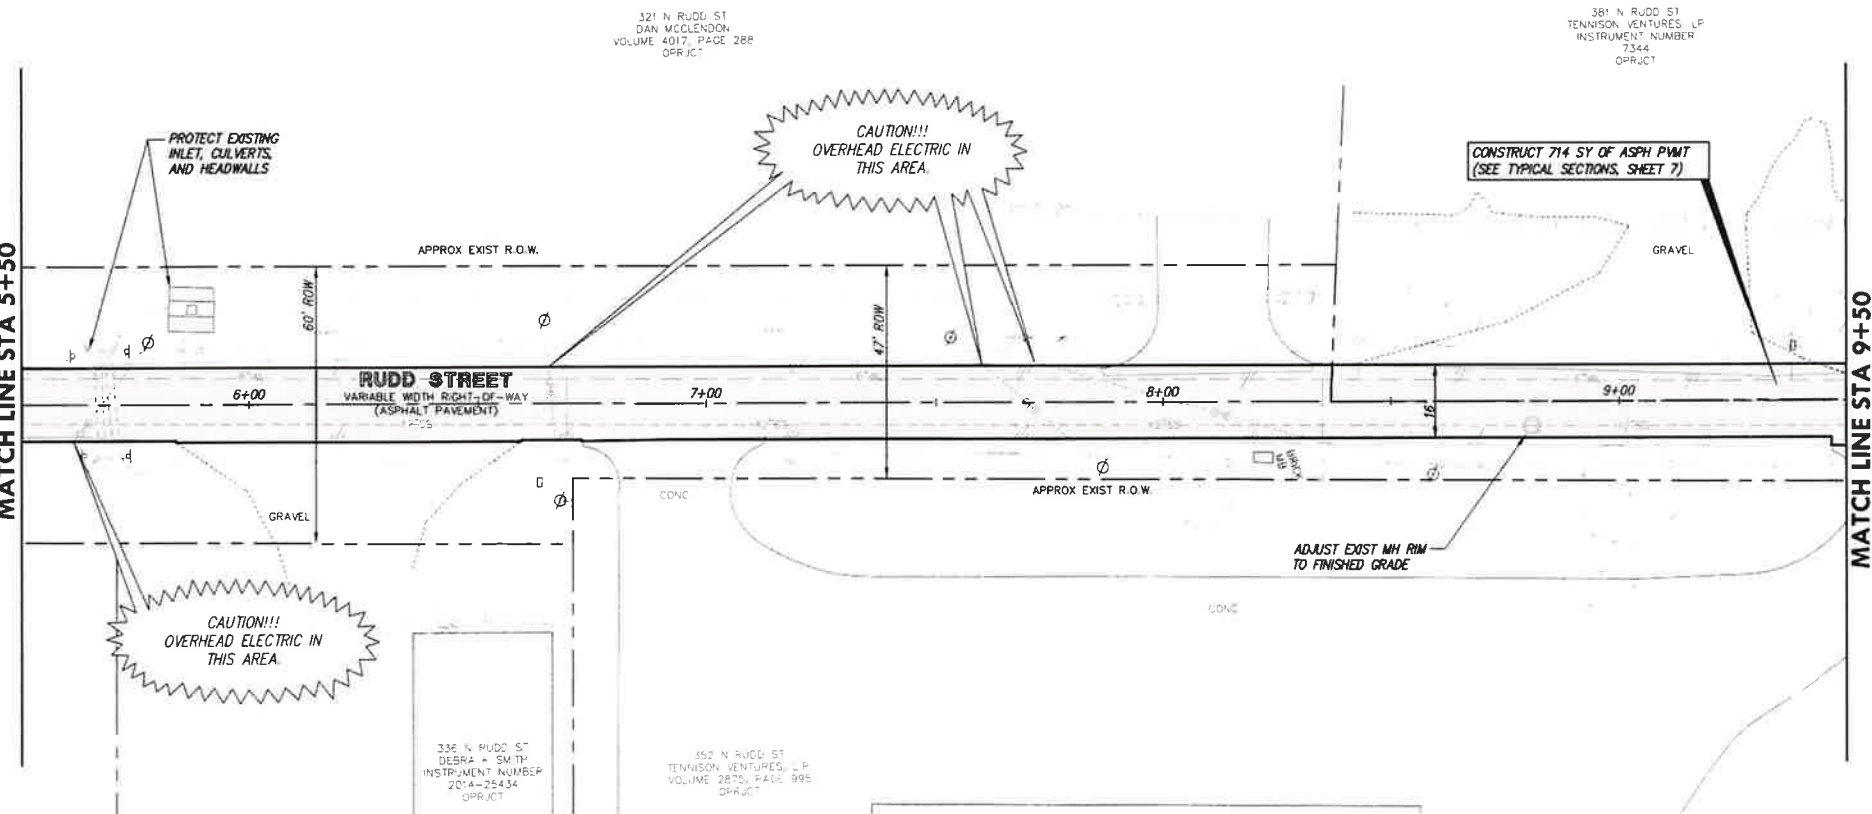 321 N RUDD ST
DAN MCCLENDON
VOLUME 4017, PAGE 288
OPRJCT
381 N RUDD ST
TENNISON VENTURES, LP
INSTRUMENT NUMBER
7344
OPRJCT
PROTECT EXISTING
INLET, CULVERTS,
AND HEADWALLS
CAUTION!!!
OVERHEAD ELECTRIC IN
THIS AREA.
CONSTRUCT 714 SY OF ASPH PVMT
(SEE TYPICAL SECTIONS, SHEET 7)
MATCH LINE STA 5+50
APPROX EXIST R.O.W.
GRAVEL
60' ROW
47' ROW
RUDD STREET
VARIABLE WIDTH RIGHT-OF-WAY
(ASPHALT PAVEMENT)
6+00
7+00
8+00
9+00
16'
MATCH LINE STA 9+50
BRICK
MB
CONC
APPROX EXIST R.O.W.
GRAVEL
ADJUST EXIST MH RIM
TO FINISHED GRADE
CONC
CAUTION!!!
OVERHEAD ELECTRIC IN
THIS AREA.
336 N RUDD ST
DEBRA K SMITH
INSTRUMENT NUMBER
2014-25434
OPRJCT
352 N RUDD ST
TENNISON VENTURES, LP
VOLUME 2875, PAGE 995
OPRJCT